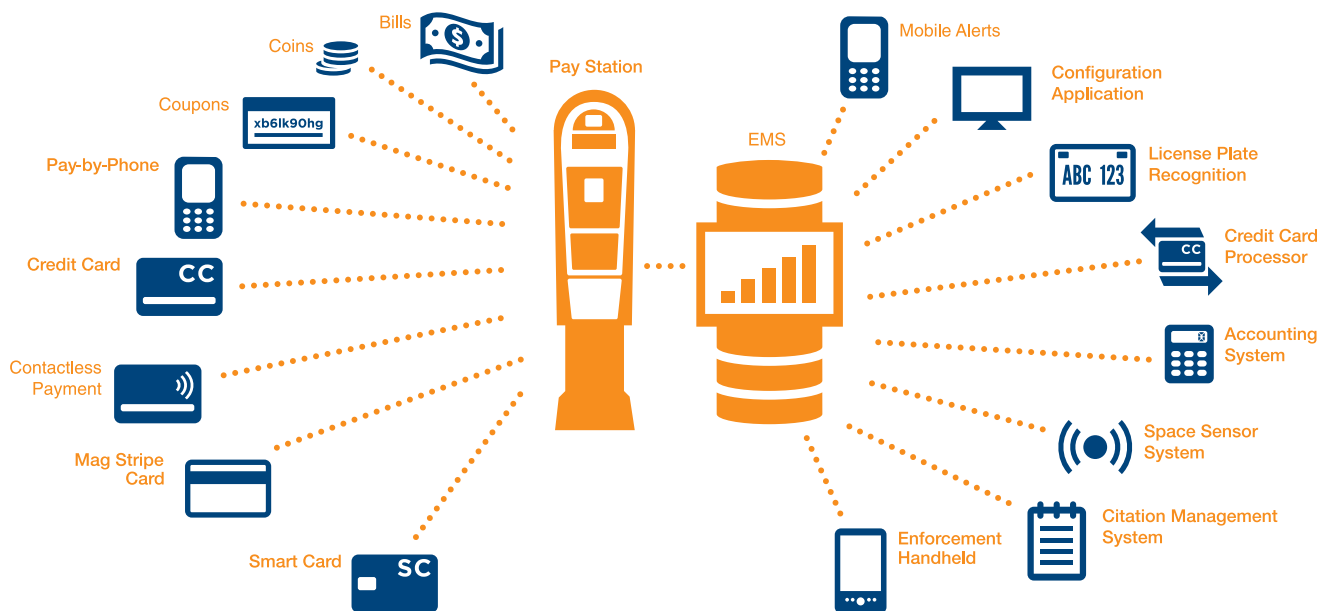 Bills
Coins
Coupons
xb6lk90hg
Pay-by-Phone
Credit Card
CC
Contactless
Payment
Mag Stripe
Card
Smart Card
SC
Pay Station
EMS
Mobile Alerts
Configuration
Application
License Plate
Recognition
ABC 123
Credit Card
Processor
CC
Accounting
System
Space Sensor
System
Citation Management
System
Enforcement
Handheld
$